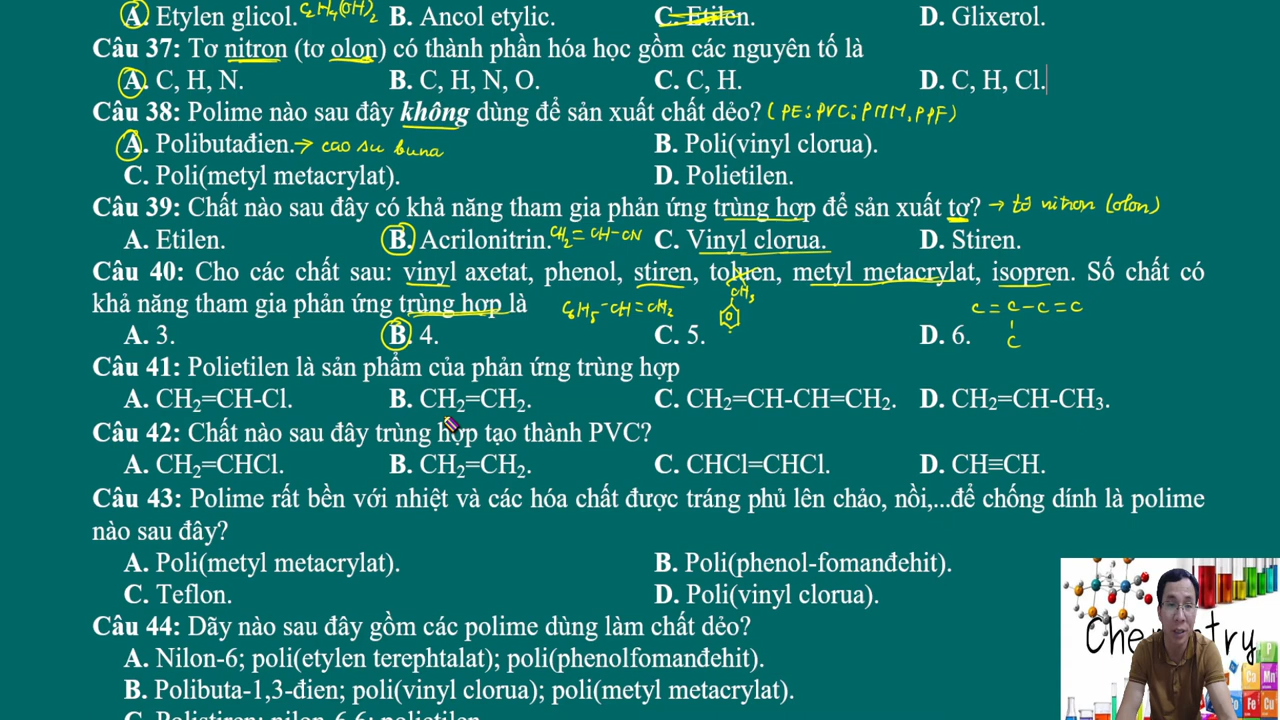 A. Etylen glicol. C2H4(OH)2 B. Ancol etylic. C. Etilen. D. Glixerol.
Câu 37: Tơ nitron (tơ olon) có thành phần hóa học gồm các nguyên tố là
A. C, H, N. B. C, H, N, O. C. C, H. D. C, H, Cl.
Câu 38: Polime nào sau đây không dùng để sản xuất chất dẻo? (PE; PVC; PMM, PPF)
A. Polibutađien. → cao su buna B. Poli(vinyl clorua).
C. Poli(metyl metacrylat). D. Polietilen.
Câu 39: Chất nào sau đây có khả năng tham gia phản ứng trùng hợp để sản xuất tơ? → tơ nitron (olon)
A. Etilen. B. Acrilonitrin. CH2=CH-CN C. Vinyl clorua. D. Stiren.
Câu 40: Cho các chất sau: vinyl axetat, phenol, stiren, toluen, metyl metacrylat, isopren. Số chất có
khả năng tham gia phản ứng trùng hợp là C6H5-CH=CH2 CH3 C=C-C=C
A. 3. B. 4. C. 5. D. 6. C
Câu 41: Polietilen là sản phẩm của phản ứng trùng hợp
A. CH2=CH-Cl. B. CH2=CH2. C. CH2=CH-CH=CH2. D. CH2=CH-CH3.
Câu 42: Chất nào sau đây trùng hợp tạo thành PVC?
A. CH2=CHCl. B. CH2=CH2. C. CHCl=CHCl. D. CH≡CH.
Câu 43: Polime rất bền với nhiệt và các hóa chất được tráng phủ lên chảo, nồi,...để chống dính là polime
nào sau đây?
A. Poli(metyl metacrylat). B. Poli(phenol-fomanđehit).
C. Teflon. D. Poli(vinyl clorua).
Câu 44: Dãy nào sau đây gồm các polime dùng làm chất dẻo?
A. Nilon-6; poli(etylen terephtalat); poli(phenolfomanđehit).
B. Polibuta-1,3-đien; poli(vinyl clorua); poli(metyl metacrylat).
C. Polistiren; nilon-6,6; polietilen.
Chemistry